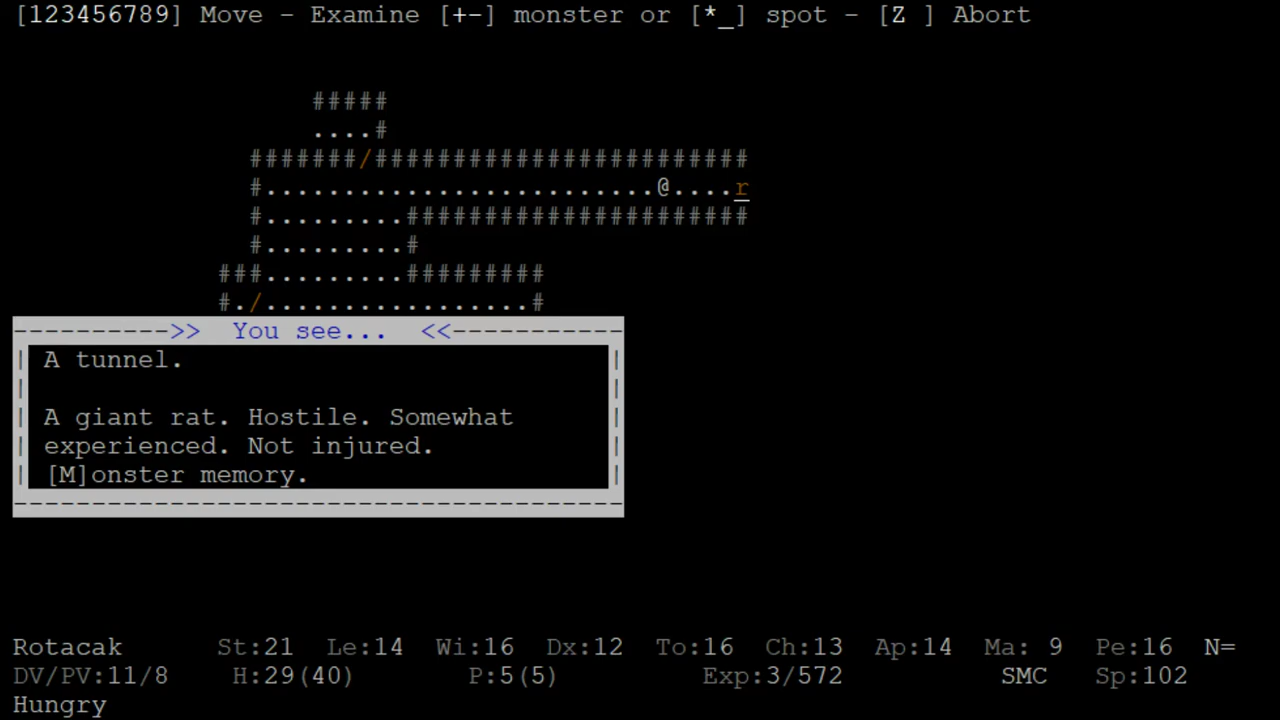 [123456789] Move - Examine [+-] monster or [*_] spot - [Z ] Abort
#####
....#
#######/########################
#.........................@....r
#.........######################
#.........#
###.........#########
#./.................#
>> You see... <<
A tunnel.
A giant rat. Hostile. Somewhat
experienced. Not injured.
[M]onster memory.
Rotacak St:21 Le:14 Wi:16 Dx:12 To:16 Ch:13 Ap:14 Ma: 9 Pe:16 N=
DV/PV:11/8 H:29(40) P:5(5) Exp:3/572 SMC Sp:102
Hungry